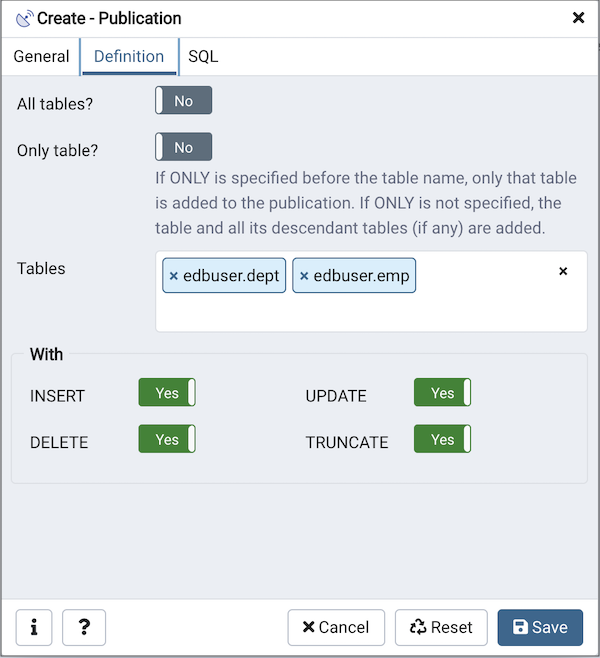 Create - Publication
General Definition SQL
All tables? No
Only table? No
If ONLY is specified before the table name, only that table
is added to the publication. If ONLY is not specified, the
table and all its descendant tables (if any) are added.
Tables × edbuser.dept × edbuser.emp ×
With
INSERT Yes UPDATE Yes
DELETE Yes TRUNCATE Yes
i ? Cancel Reset Save